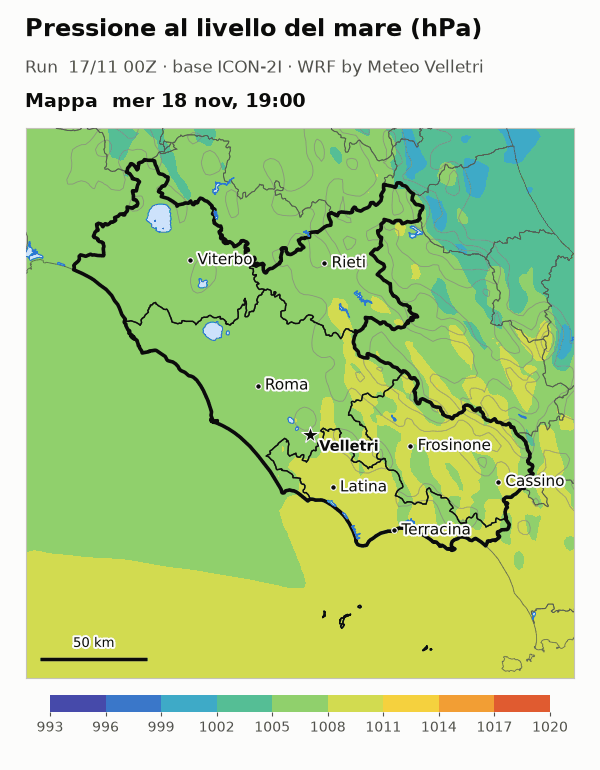 Pressione al livello del mare (hPa)
Run  17/11 00Z · base ICON-2I · WRF by Meteo Velletri
Mappa  mer 18 nov, 19:00
Viterbo
Rieti
Roma
Velletri
Frosinone
Cassino
Latina
Terracina
50 km
993 996 999 1002 1005 1008 1011 1014 1017 1020